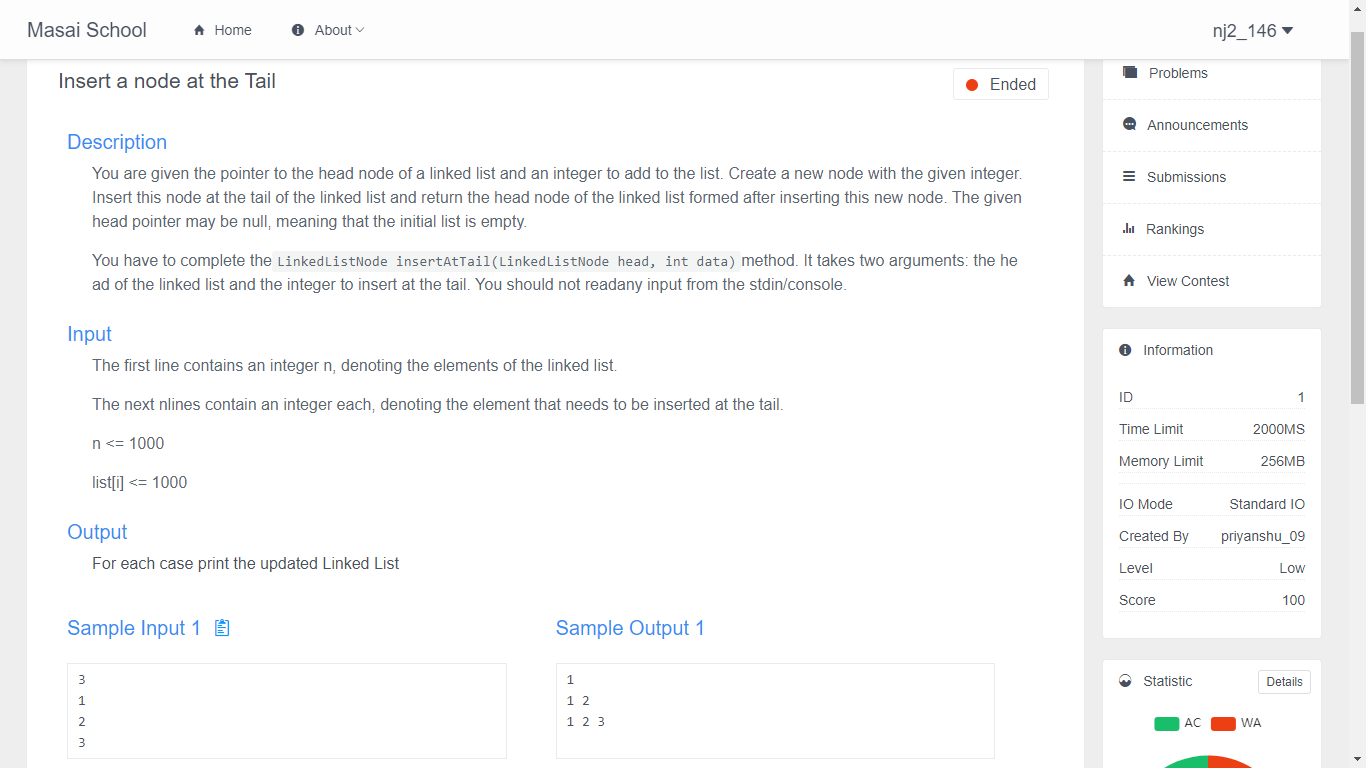 Masai School
Home
About
nj2_146
Insert a node at the Tail
Ended
Description
You are given the pointer to the head node of a linked list and an integer to add to the list. Create a new node with the given integer.
Insert this node at the tail of the linked list and return the head node of the linked list formed after inserting this new node. The given
head pointer may be null, meaning that the initial list is empty.
You have to complete the LinkedListNode insertAtTail(LinkedListNode head, int data) method. It takes two arguments: the he
ad of the linked list and the integer to insert at the tail. You should not readany input from the stdin/console.
Input
The first line contains an integer n, denoting the elements of the linked list.
The next nlines contain an integer each, denoting the element that needs to be inserted at the tail.
n <= 1000
list[i] <= 1000
Output
For each case print the updated Linked List
Sample Input 1
3
1
2
3
Sample Output 1
1
1 2
1 2 3
Problems
Announcements
Submissions
Rankings
View Contest
Information
ID 1
Time Limit 2000MS
Memory Limit 256MB
IO Mode Standard IO
Created By priyanshu_09
Level Low
Score 100
Statistic
Details
AC WA